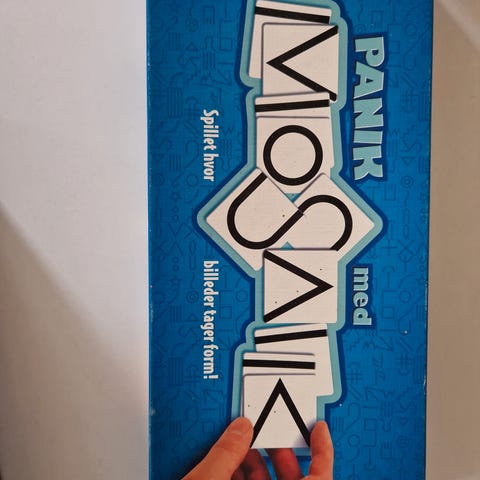 PANIK med
MOSAIK
Spillet hvor billeder tager form!